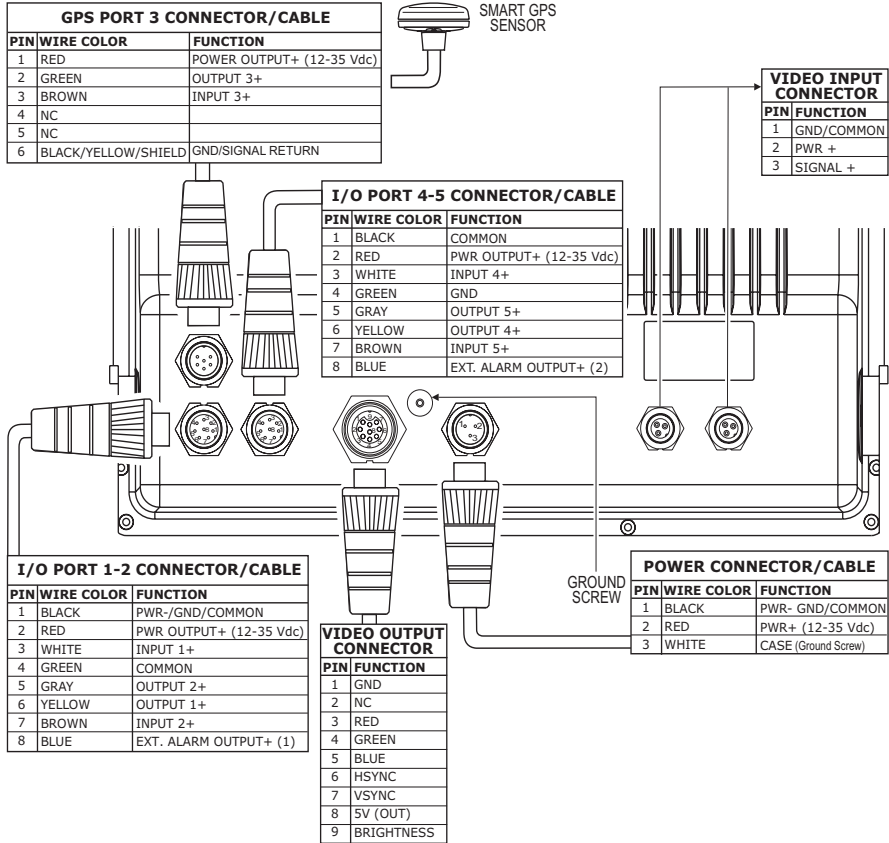 GPS PORT 3 CONNECTOR/CABLE
PIN WIRE COLOR FUNCTION
1 RED POWER OUTPUT+ (12-35 Vdc)
2 GREEN OUTPUT 3+
3 BROWN INPUT 3+
4 NC
5 NC
6 BLACK/YELLOW/SHIELD GND/SIGNAL RETURN
SMART GPS
SENSOR
VIDEO INPUT
CONNECTOR
PIN FUNCTION
1 GND/COMMON
2 PWR +
3 SIGNAL +
I/O PORT 4-5 CONNECTOR/CABLE
PIN WIRE COLOR FUNCTION
1 BLACK COMMON
2 RED PWR OUTPUT+ (12-35 Vdc)
3 WHITE INPUT 4+
4 GREEN GND
5 GRAY OUTPUT 5+
6 YELLOW OUTPUT 4+
7 BROWN INPUT 5+
8 BLUE EXT. ALARM OUTPUT+ (2)
I/O PORT 1-2 CONNECTOR/CABLE
PIN WIRE COLOR FUNCTION
1 BLACK PWR-/GND/COMMON
2 RED PWR OUTPUT+ (12-35 Vdc)
3 WHITE INPUT 1+
4 GREEN COMMON
5 GRAY OUTPUT 2+
6 YELLOW OUTPUT 1+
7 BROWN INPUT 2+
8 BLUE EXT. ALARM OUTPUT+ (1)
VIDEO OUTPUT
CONNECTOR
PIN FUNCTION
1 GND
2 NC
3 RED
4 GREEN
5 BLUE
6 HSYNC
7 VSYNC
8 5V (OUT)
9 BRIGHTNESS
GROUND
SCREW
POWER CONNECTOR/CABLE
PIN WIRE COLOR FUNCTION
1 BLACK PWR- GND/COMMON
2 RED PWR+ (12-35 Vdc)
3 WHITE CASE (Ground Screw)